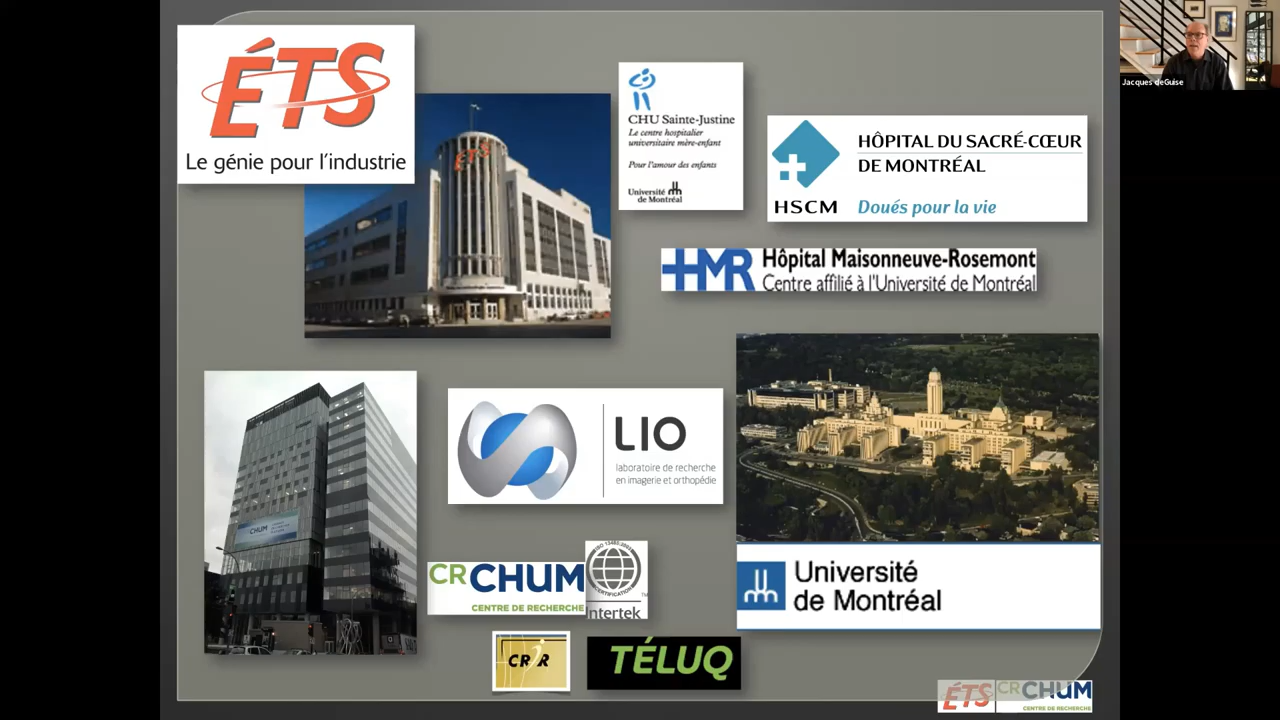 ÉTS
Le génie pour l'industrie
ÉTS
CHU Sainte-Justine
Le centre hospitalier
universitaire mère-enfant
Pour l'amour des enfants
Université
de Montréal
HÔPITAL DU SACRÉ-CŒUR
DE MONTRÉAL
HSCM Doués pour la vie
HMR Hôpital Maisonneuve-Rosemont
Centre affilié à l'Université de Montréal
Jacques deGuise
CHUM
LIO
laboratoire de recherche
en imagerie et orthopédie
CRCHUM
CENTRE DE RECHERCHE
CERTIFICATION
Intertek
Université
de Montréal
CRIR
TÉLUQ
ÉTS CRCHUM
CENTRE DE RECHERCHE